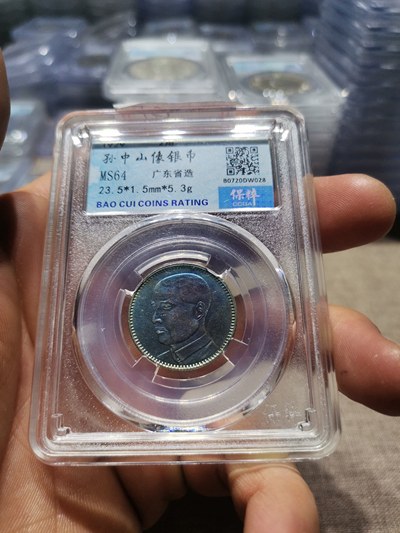 孙中山像银币
MS64 广东省造
23.5*1.5mm*5.3g
80720DW028
保粹
BAO CUI COINS RATING